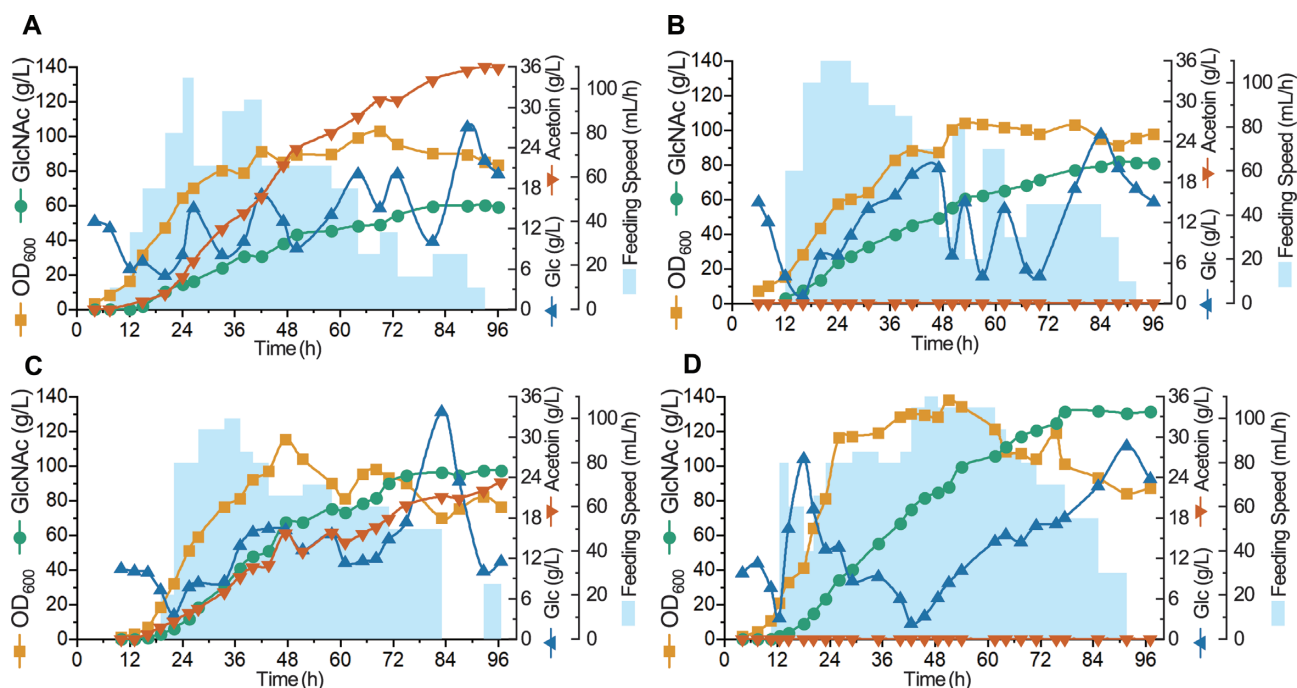 A
GlcNAc (g/L)
OD600
140
120
100
80
60
40
20
0
0 12 24 36 48 60 72 84 96
Time (h)
36
30
24
18
12
6
0
Acetoin (g/L)
Glc (g/L)
100
80
60
40
20
0
Feeding Speed (mL/h)
B
GlcNAc (g/L)
OD600
140
120
100
80
60
40
20
0
0 12 24 36 48 60 72 84 96
Time (h)
36
30
24
18
12
6
0
Acetoin (g/L)
Glc (g/L)
100
80
60
40
20
0
Feeding Speed (mL/h)
C
GlcNAc (g/L)
OD600
140
120
100
80
60
40
20
0
0 12 24 36 48 60 72 84 96
Time (h)
36
30
24
18
12
6
0
Acetoin (g/L)
Glc (g/L)
100
80
60
40
20
0
Feeding Speed (mL/h)
D
GlcNAc (g/L)
OD600
140
120
100
80
60
40
20
0
0 12 24 36 48 60 72 84 96
Time (h)
36
30
24
18
12
6
0
Acetoin (g/L)
Glc (g/L)
100
80
60
40
20
0
Feeding Speed (mL/h)